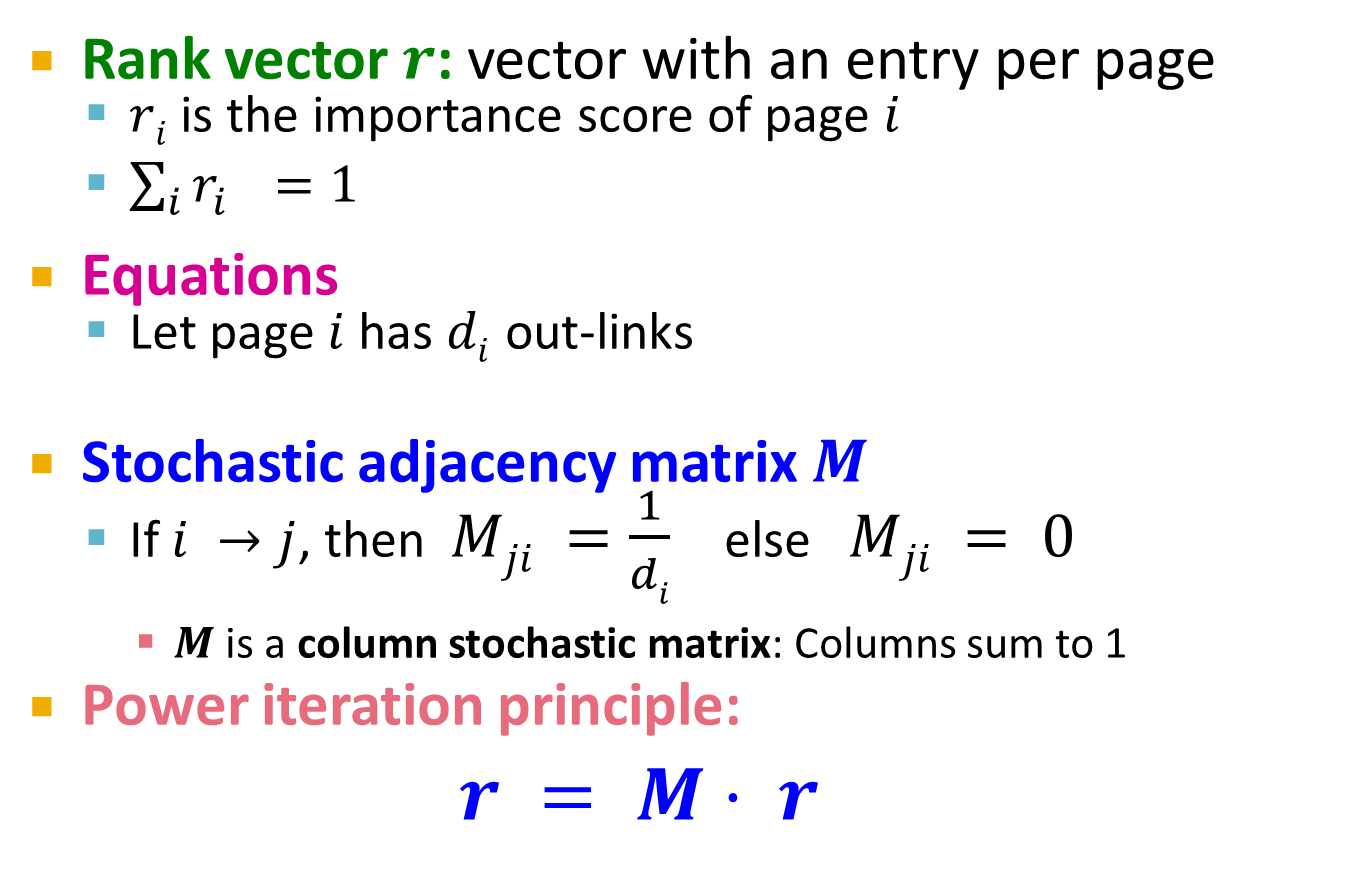 Rank vector r: vector with an entry per page
r_i is the importance score of page i
∑_i r_i = 1
Equations
Let page i has d_i out-links
Stochastic adjacency matrix M
If i → j, then M_ji = 1/d_i else M_ji = 0
M is a column stochastic matrix: Columns sum to 1
Power iteration principle:
r = M · r